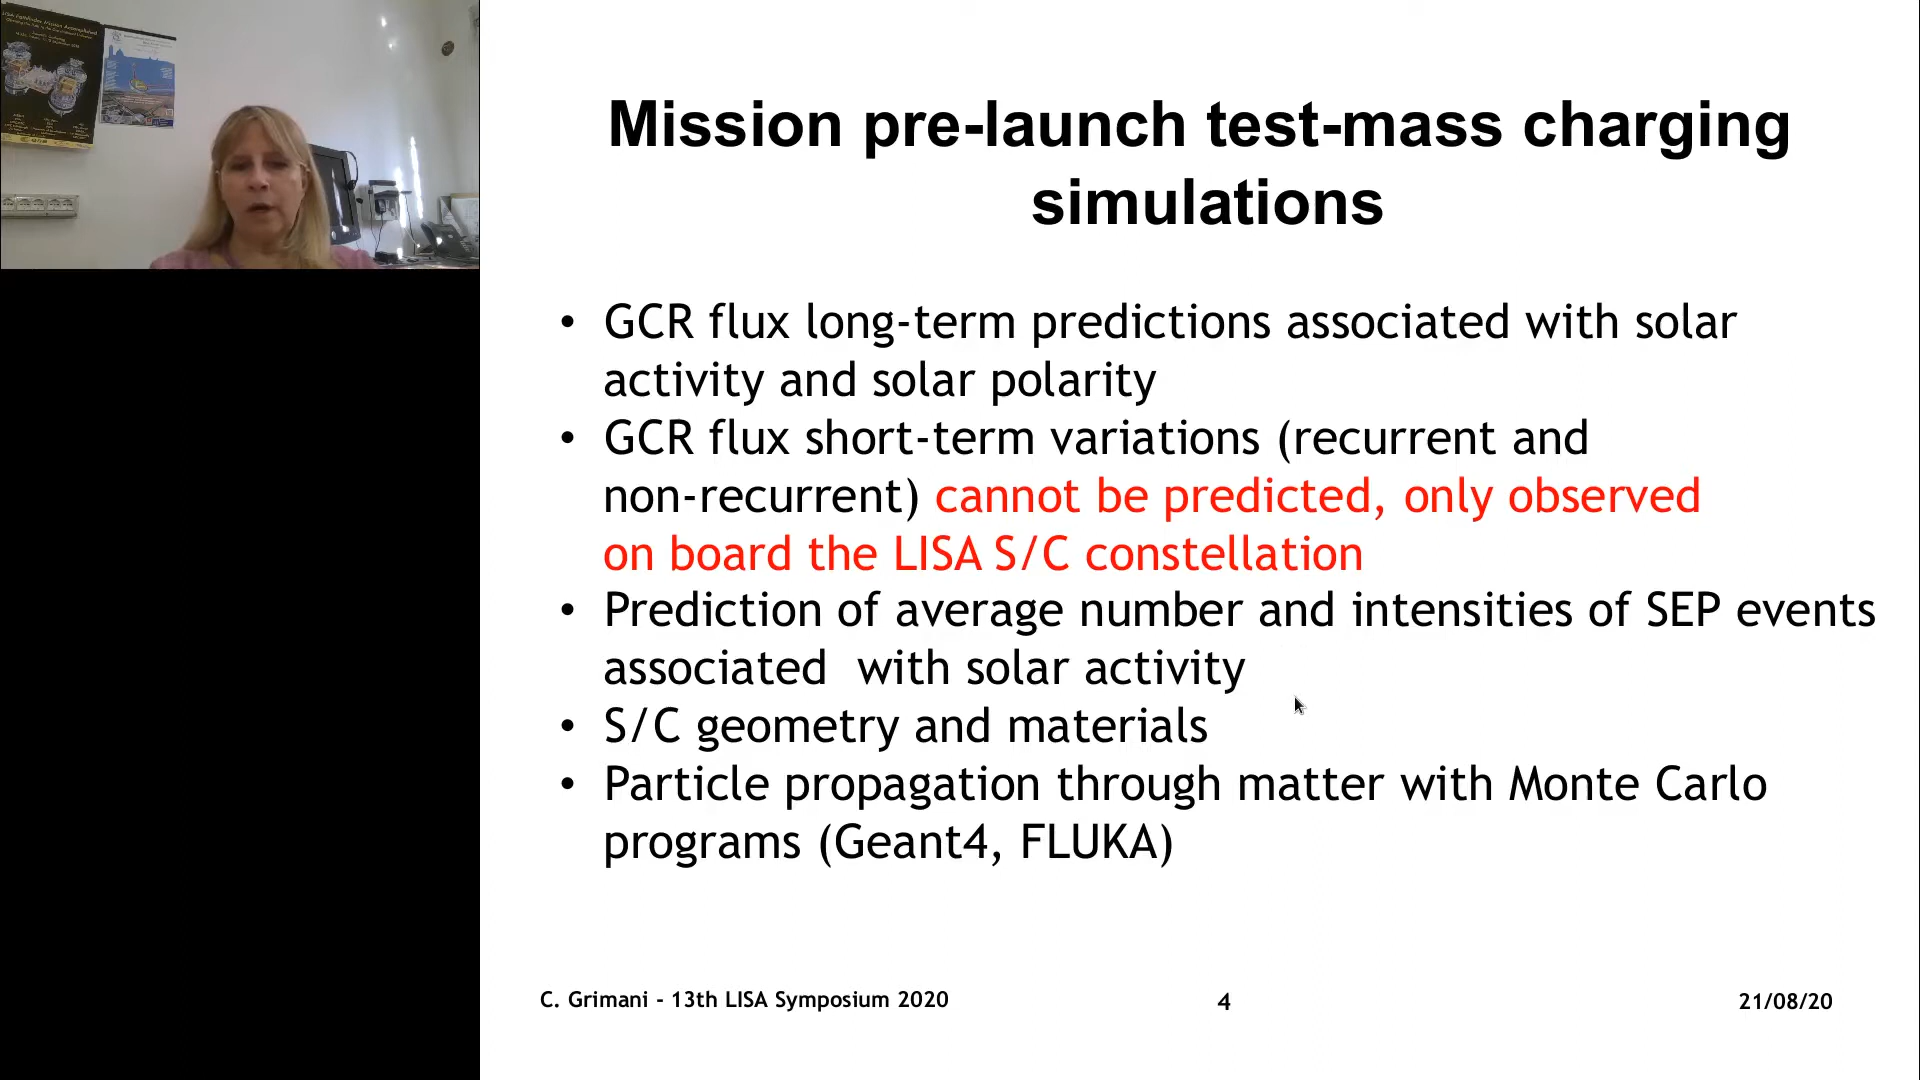 Mission pre-launch test-mass charging
simulations
• GCR flux long-term predictions associated with solar
activity and solar polarity
• GCR flux short-term variations (recurrent and
non-recurrent) cannot be predicted, only observed
on board the LISA S/C constellation
• Prediction of average number and intensities of SEP events
associated  with solar activity
• S/C geometry and materials
• Particle propagation through matter with Monte Carlo
programs (Geant4, FLUKA)
C. Grimani - 13th LISA Symposium 2020
4
21/08/20